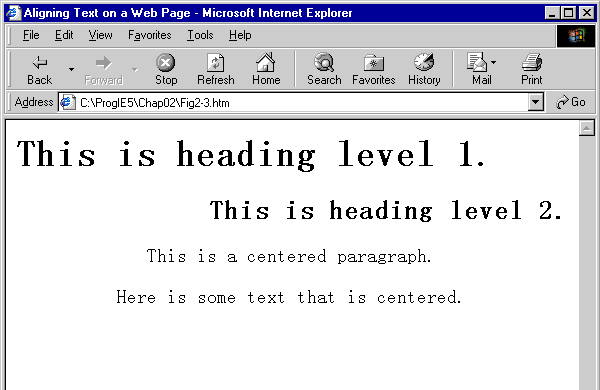 Aligning Text on a Web Page - Microsoft Internet Explorer
File Edit View Favorites Tools Help
Back Forward Stop Refresh Home Search Favorites History Mail Print
Address C:\ProgIE5\Chap02\Fig2-3.htm Go
This is heading level 1.
This is heading level 2.
This is a centered paragraph.
Here is some text that is centered.